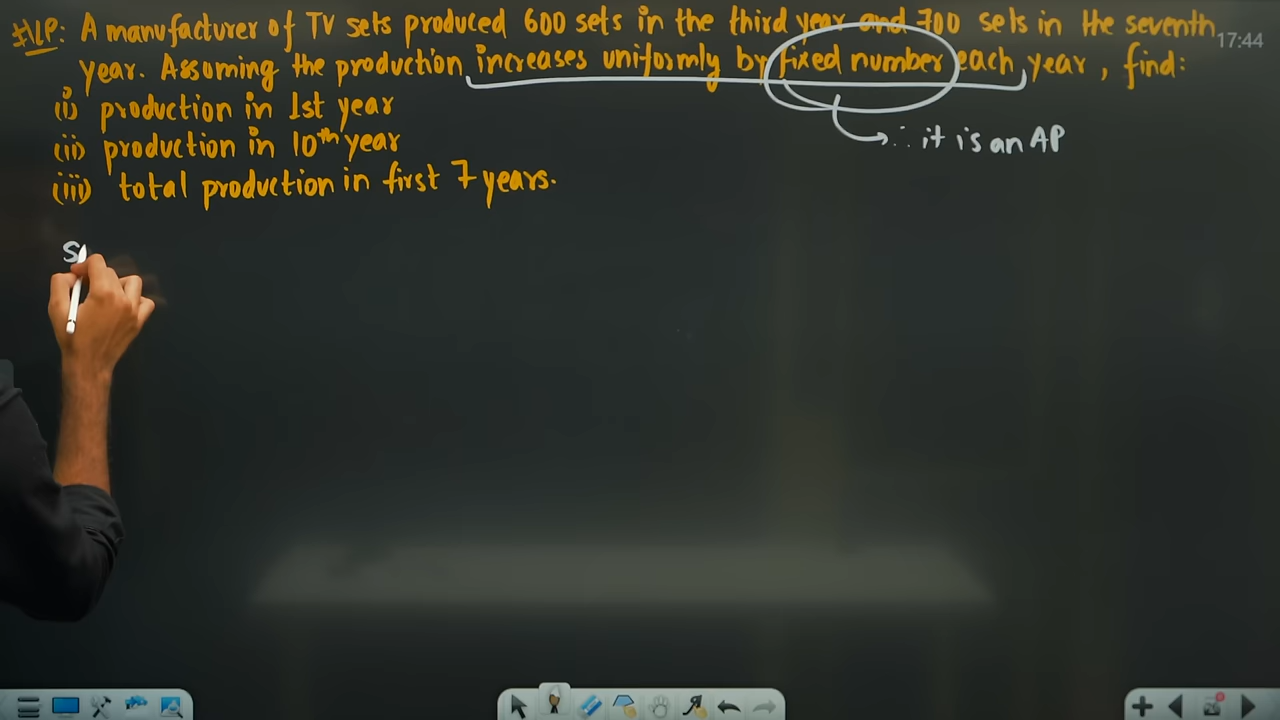 #LP: A manufacturer of TV sets produced 600 sets in the third year and 700 sets in the seventh
17:44
year. Assuming the production increases uniformly by fixed number each year, find:
(i) production in 1st year
(ii) production in 10th year
∴ it is an AP
(iii) total production in first 7 years.
S